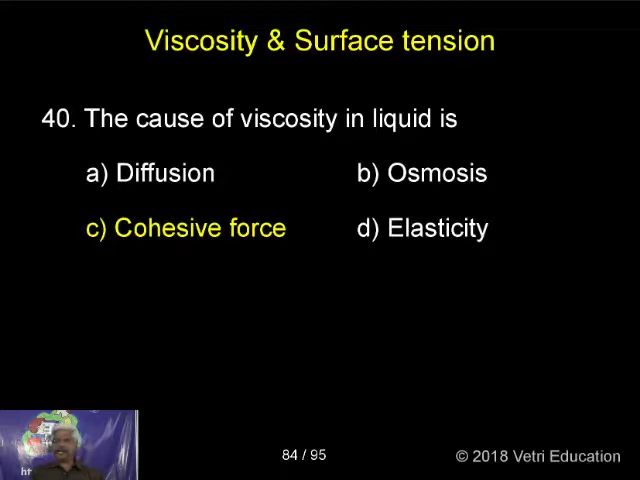 Viscosity & Surface tension
40. The cause of viscosity in liquid is
a) Diffusion b) Osmosis
c) Cohesive force d) Elasticity
84 / 95
© 2018 Vetri Education